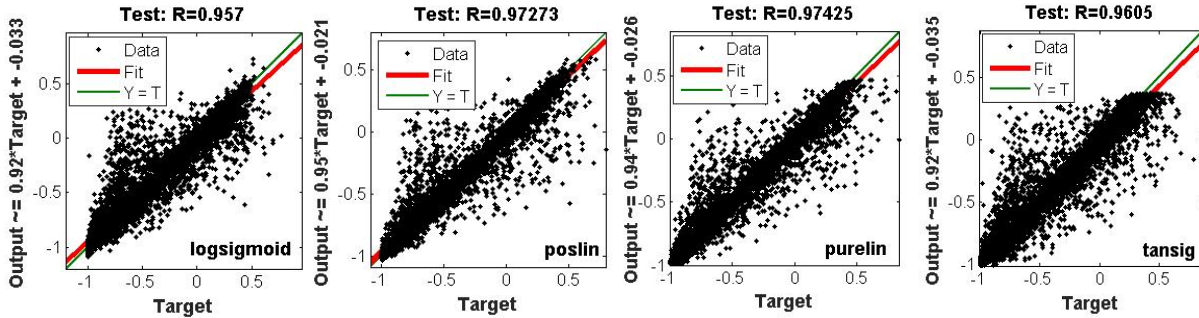 Test: R=0.957
Output ~= 0.92*Target + -0.033
Data
Fit
Y = T
0.5
0
-0.5
-1
logsigmoid
-1 -0.5 0 0.5
Target
Test: R=0.97273
Output ~= 0.95*Target + -0.021
Data
Fit
Y = T
0.5
0
-0.5
-1
poslin
-1 -0.5 0 0.5
Target
Test: R=0.97425
Output ~= 0.94*Target + -0.026
Data
Fit
Y = T
0.5
0
-0.5
-1
purelin
-1 -0.5 0 0.5
Target
Test: R=0.9605
Output ~= 0.92*Target + -0.035
Data
Fit
Y = T
0.5
0
-0.5
-1
tansig
-1 -0.5 0 0.5
Target